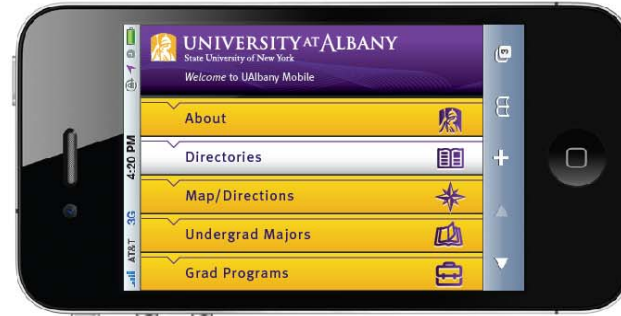 UNIVERSITY AT ALBANY
State University of New York
Welcome to UAlbany Mobile
About
Directories
Map/Directions
Undergrad Majors
Grad Programs
AT&T 3G 4:20 PM
3